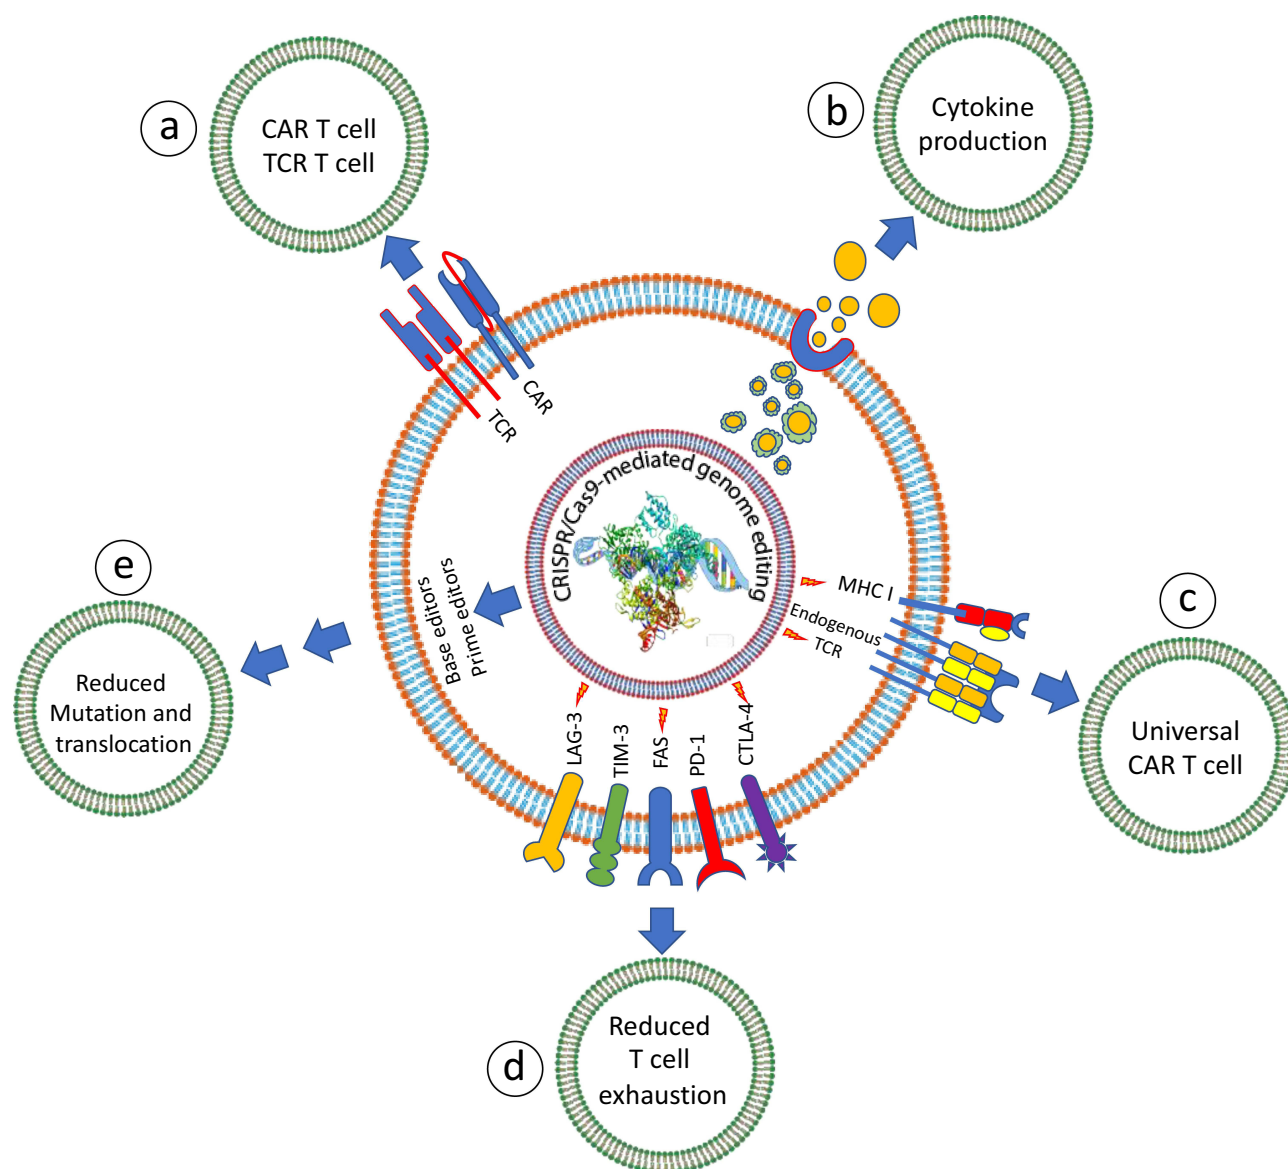 a
CAR T cell
TCR T cell
b
Cytokine
production
TCR
CAR
CRISPR/Cas9-mediated genome editing
Base editors
Prime editors
MHC I
Endogenous
TCR
c
Universal
CAR T cell
e
Reduced
Mutation and
translocation
LAG-3
TIM-3
FAS
PD-1
CTLA-4
d
Reduced
T cell
exhaustion